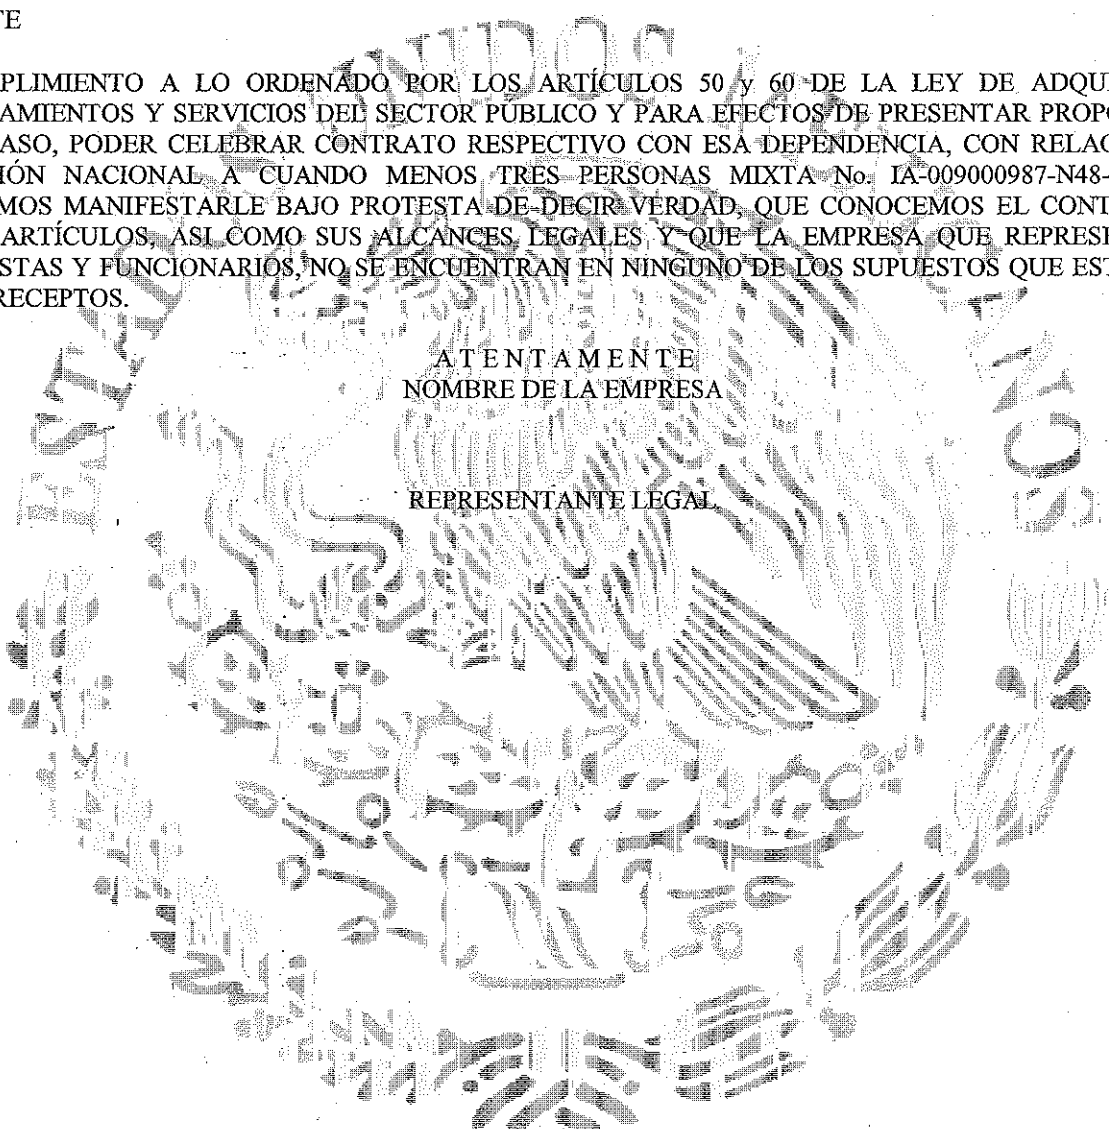 TE
PLIMIENTO A LO ORDENADO POR LOS ARTÍCULOS 50 y 60 DE LA LEY DE ADQU
AMIENTOS Y SERVICIOS DEL SECTOR PÚBLICO Y PARA EFECTOS DE PRESENTAR PROP
ASO, PODER CELEBRAR CONTRATO RESPECTIVO CON ESA DEPENDENCIA, CON RELA
IÓN NACIONAL A CUANDO MENOS TRES PERSONAS MIXTA No. IA-009000987-N48-
MOS MANIFESTARLE BAJO PROTESTA DE DECIR VERDAD, QUE CONOCEMOS EL CONT
ARTÍCULOS, ASI COMO SUS ALCANCES LEGALES Y QUE LA EMPRESA QUE REPRESE
STAS Y FUNCIONARIOS, NO SE ENCUENTRAN EN NINGUNO DE LOS SUPUESTOS QUE EST
RECEPTOS.
A T E N T A M E N T E
NOMBRE DE LA EMPRESA
REPRESENTANTE LEGAL